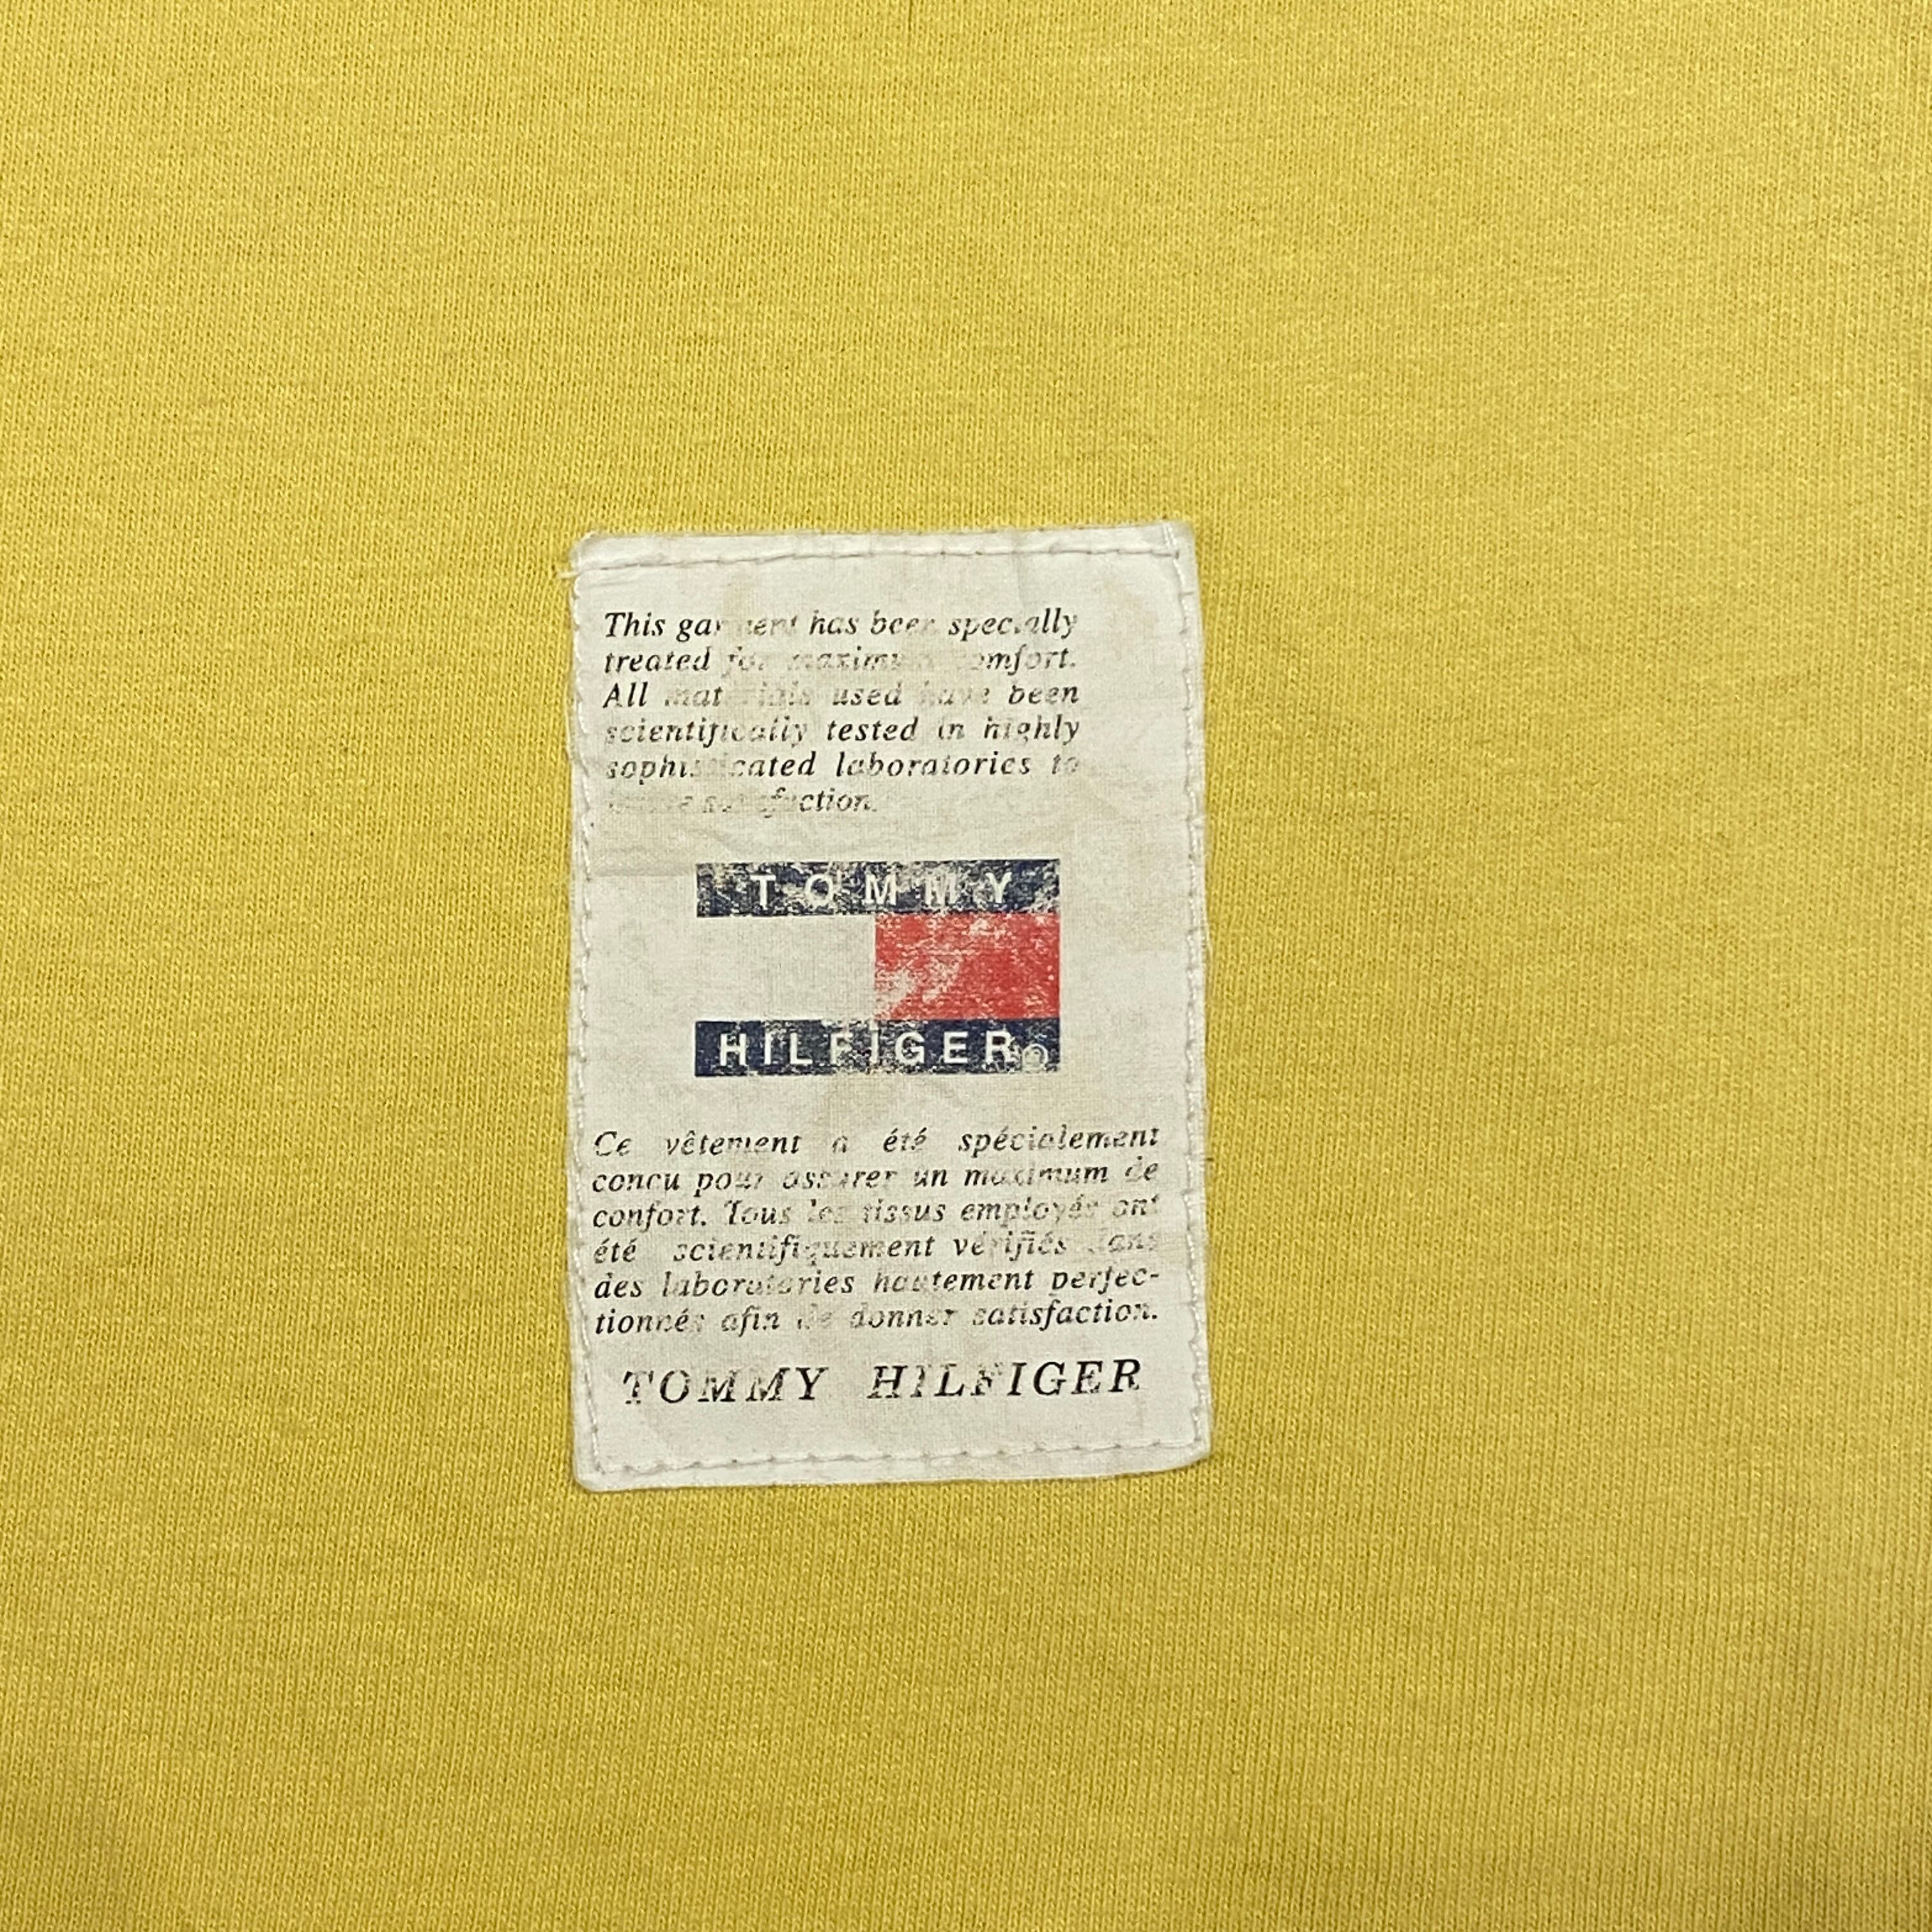 This garment has been specially
treated for maximum comfort.
All materials used have been
scientifically tested in highly
sophisticated laboratories to
satisfaction.
TOMMY
HILFIGER®
Ce vêtement a été spécialement
concu pour assurer un maximum de
confort. Tous les tissus employés ont
été scientifiquement vérifiés dans
des laboratories hautement perfec-
tionnés afin de donner satisfaction.
TOMMY HILFIGER